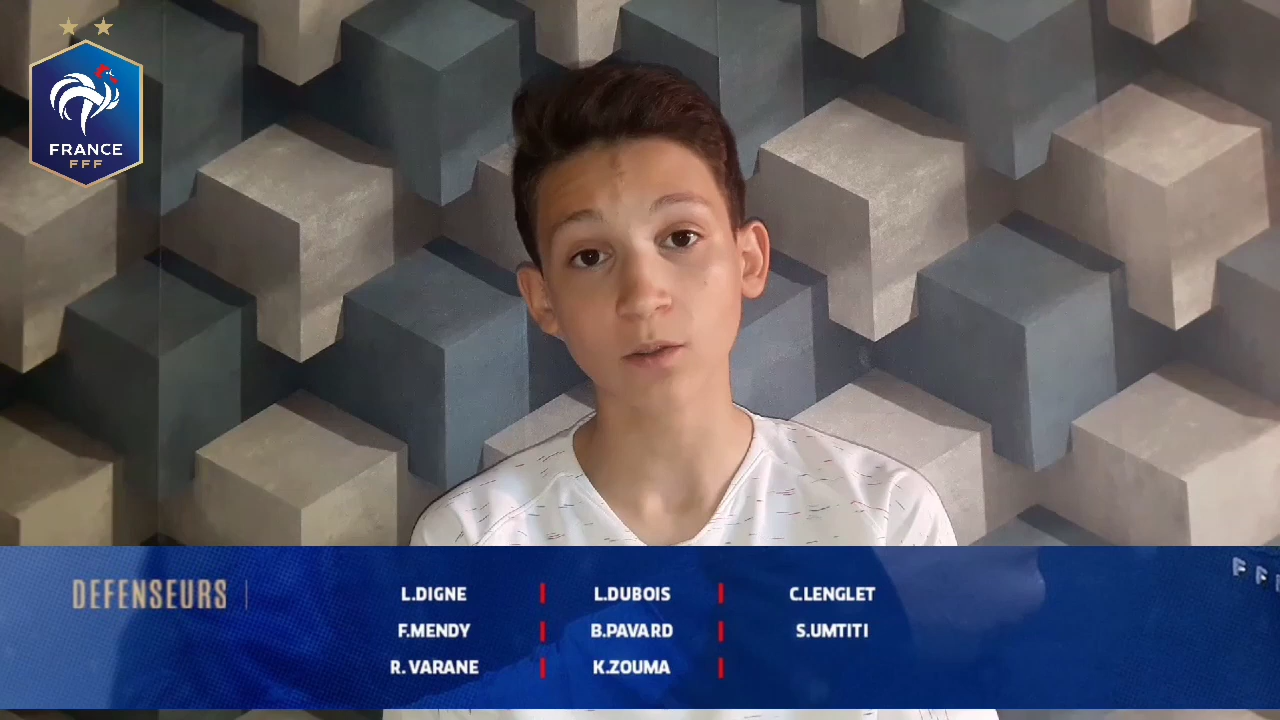 FRANCE
FFF
DEFENSEURS
L.DIGNE L.DUBOIS C.LENGLET
F.MENDY B.PAVARD S.UMTITI
R. VARANE K.ZOUMA